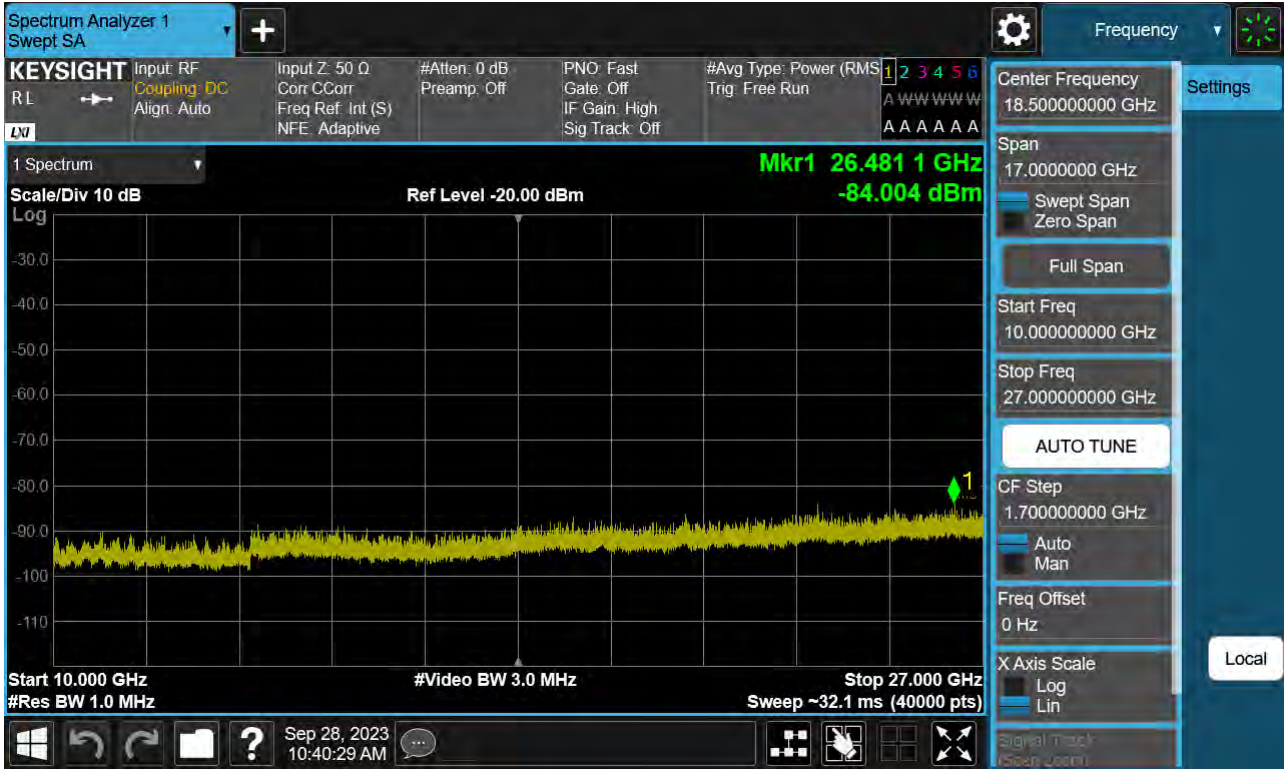 Spectrum Analyzer 1
Swept SA
+
Frequency
KEYSIGHT
R L
LXI
Input: RF
Coupling: DC
Align: Auto
Input Z: 50 Ω
Corr CCorr
Freq Ref: Int (S)
NFE: Adaptive
#Atten: 0 dB
Preamp: Off
PNO: Fast
Gate: Off
IF Gain: High
Sig Track: Off
#Avg Type: Power (RMS
Trig: Free Run
1 2 3 4 5 6
A W W W W W
A A A A A A
1 Spectrum
Mkr1 26.481 1 GHz
-84.004 dBm
Scale/Div 10 dB
Ref Level -20.00 dBm
Log
-30.0
-40.0
-50.0
-60.0
-70.0
-80.0
-90.0
-100
-110
1
Start 10.000 GHz
#Video BW 3.0 MHz
Stop 27.000 GHz
#Res BW 1.0 MHz
Sweep ~32.1 ms (40000 pts)
Center Frequency
18.500000000 GHz
Settings
Span
17.0000000 GHz
Swept Span
Zero Span
Full Span
Start Freq
10.000000000 GHz
Stop Freq
27.000000000 GHz
AUTO TUNE
CF Step
1.700000000 GHz
Auto
Man
Freq Offset
0 Hz
X Axis Scale
Log
Lin
Local
Signal Track
(Span Zoom)
?
Sep 28, 2023
10:40:29 AM